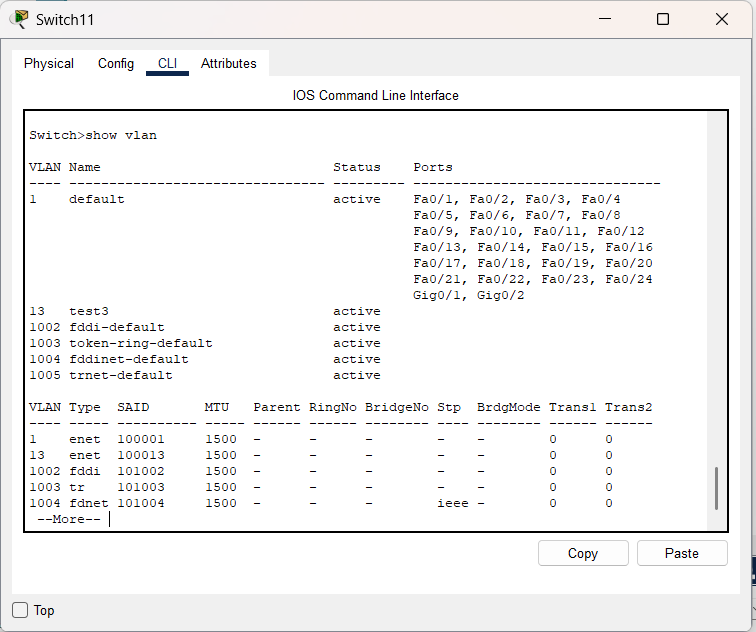 Switch11
Physical Config CLI Attributes
IOS Command Line Interface
Switch>show vlan
VLAN Name                             Status    Ports
---- -------------------------------- --------- -------------------------------
1    default                          active    Fa0/1, Fa0/2, Fa0/3, Fa0/4
                                                Fa0/5, Fa0/6, Fa0/7, Fa0/8
                                                Fa0/9, Fa0/10, Fa0/11, Fa0/12
                                                Fa0/13, Fa0/14, Fa0/15, Fa0/16
                                                Fa0/17, Fa0/18, Fa0/19, Fa0/20
                                                Fa0/21, Fa0/22, Fa0/23, Fa0/24
                                                Gig0/1, Gig0/2
13   test3                            active
1002 fddi-default                     active
1003 token-ring-default               active
1004 fddinet-default                  active
1005 trnet-default                    active
VLAN Type  SAID       MTU   Parent RingNo BridgeNo Stp  BrdgMode Trans1 Trans2
---- ----- ---------- ----- ------ ------ -------- ---- -------- ------ ------
1    enet  100001     1500  -      -      -        -    -        0      0
13   enet  100013     1500  -      -      -        -    -        0      0
1002 fddi  101002     1500  -      -      -        -    -        0      0
1003 tr    101003     1500  -      -      -        -    -        0      0
1004 fdnet 101004     1500  -      -      -        ieee -        0      0
--More--
Copy Paste
Top